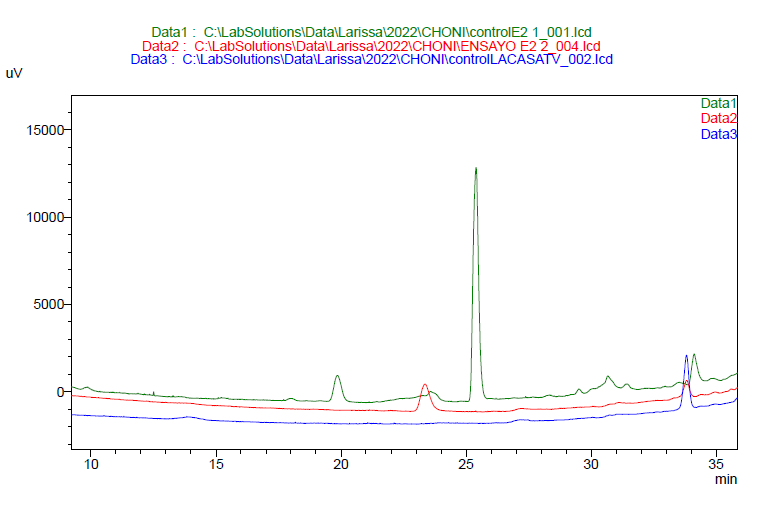 Data1 : C:\LabSolutions\Data\Larissa\2022\CHONI\controlE2 1_001.lcd
Data2 : C:\LabSolutions\Data\Larissa\2022\CHONI\ENSAYO E2 2_004.lcd
Data3 : C:\LabSolutions\Data\Larissa\2022\CHONI\controlLACASATV_002.lcd
uV
Data1
Data2
Data3
15000
10000
5000
0
10 15 20 25 30 35
min